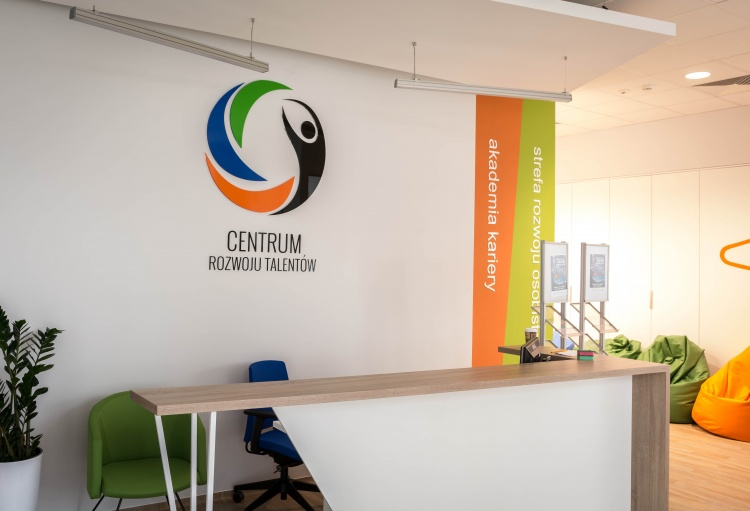 CENTRUM
ROZWOJU TALENTÓW
akademia kariery
strefa rozwoju